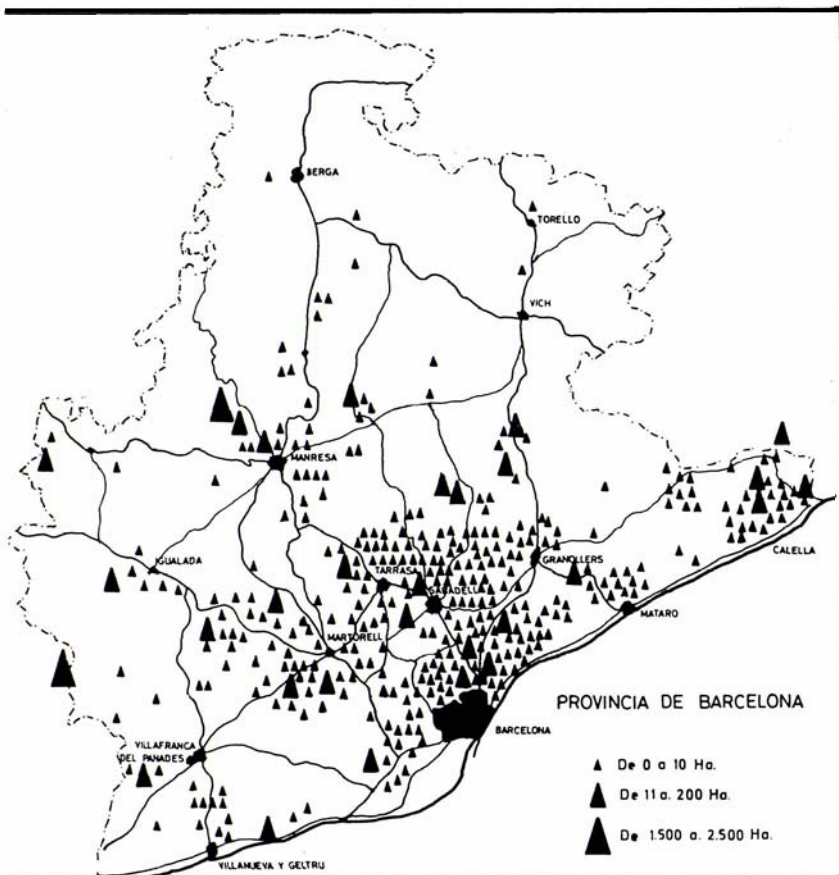 BERGA
TORELLO
VICH
MANRESA
IGUALADA
TARRASA
SABADELL
GRANOLLERS
CALELLA
MATARO
MARTORELL
PROVINCIA DE BARCELONA
BARCELONA
VILLAFRANCA
DEL PANADES
De 0 a 10 Ha.
De 11 a. 200 Ha.
De 1.500 a. 2.500 Ha.
VILLANUEVA Y GELTRU